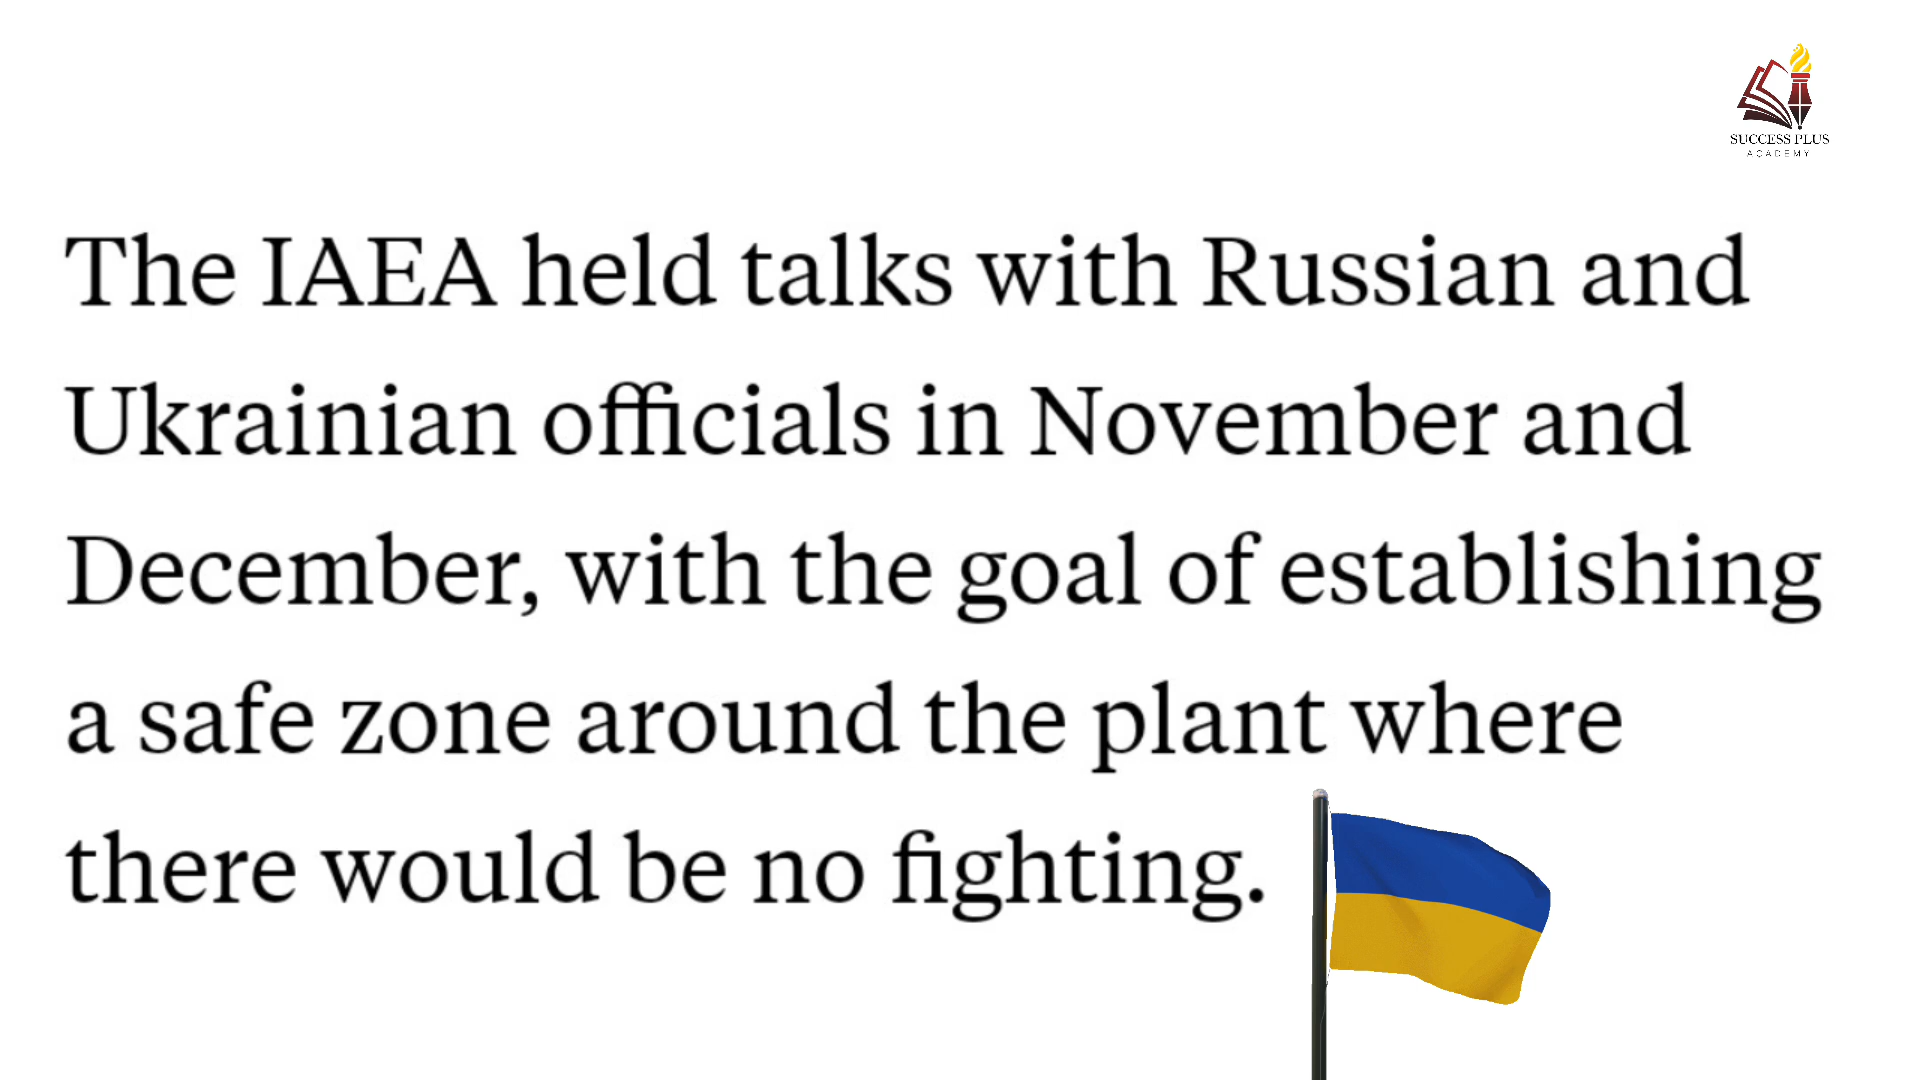 SUCCESS PLUS
ACADEMY
The IAEA held talks with Russian and
Ukrainian officials in November and
December, with the goal of establishing
a safe zone around the plant where
there would be no fighting.